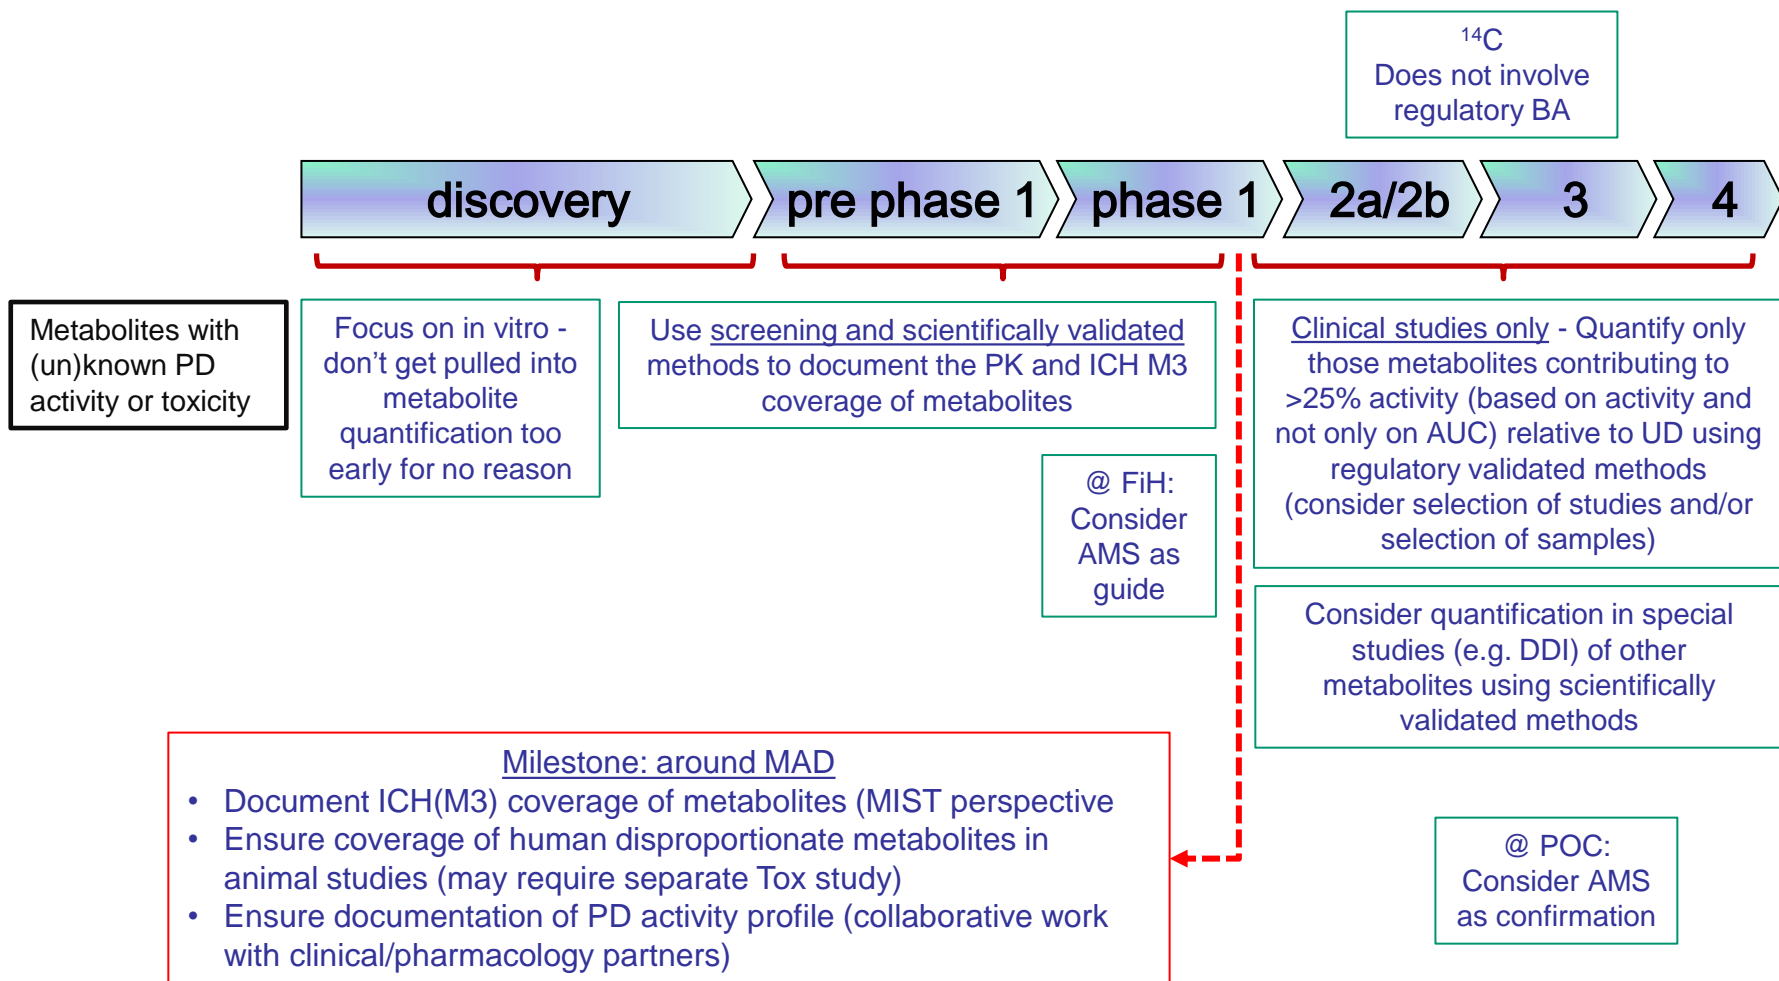 ¹⁴C
Does not involve
regulatory BA
discovery
pre phase 1
phase 1
2a/2b
3
4
Metabolites with
(un)known PD
activity or toxicity
Focus on in vitro -
don’t get pulled into
metabolite
quantification too
early for no reason
Use screening and scientifically validated
methods to document the PK and ICH M3
coverage of metabolites
@ FiH:
Consider
AMS as
guide
Clinical studies only - Quantify only
those metabolites contributing to
>25% activity (based on activity and
not only on AUC) relative to UD using
regulatory validated methods
(consider selection of studies and/or
selection of samples)
Consider quantification in special
studies (e.g. DDI) of other
metabolites using scientifically
validated methods
Milestone: around MAD
• Document ICH(M3) coverage of metabolites (MIST perspective
• Ensure coverage of human disproportionate metabolites in
animal studies (may require separate Tox study)
• Ensure documentation of PD activity profile (collaborative work
with clinical/pharmacology partners)
@ POC:
Consider AMS
as confirmation